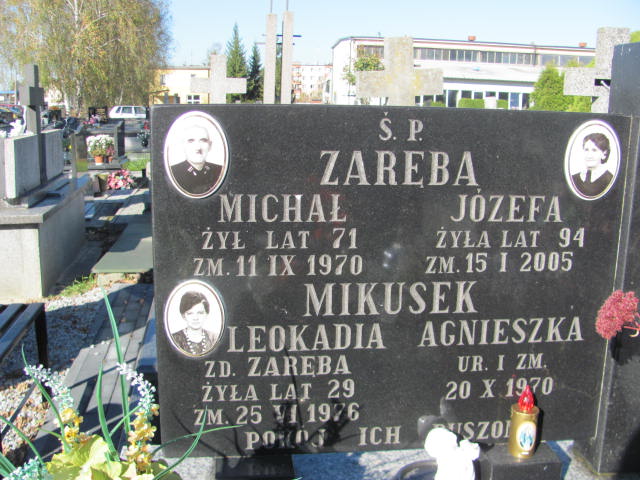 Ś. P.
ZARĘBA
MICHAŁ JÓZEFA
ŻYŁ LAT 71 ŻYŁA LAT 94
ZM. 11 IX 1970 ZM. 15 I 2005
MIKUSEK
LEOKADIA AGNIESZKA
ZD. ZARĘBA UR. I ZM.
ŻYŁA LAT 29 20 X 1970
ZM. 25 VI 1976
POKÓJ ICH DUSZOM